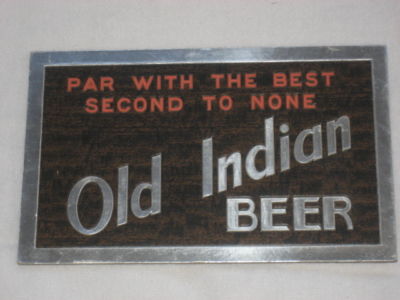 PAR WITH THE BEST
SECOND TO NONE
Old Indian
BEER